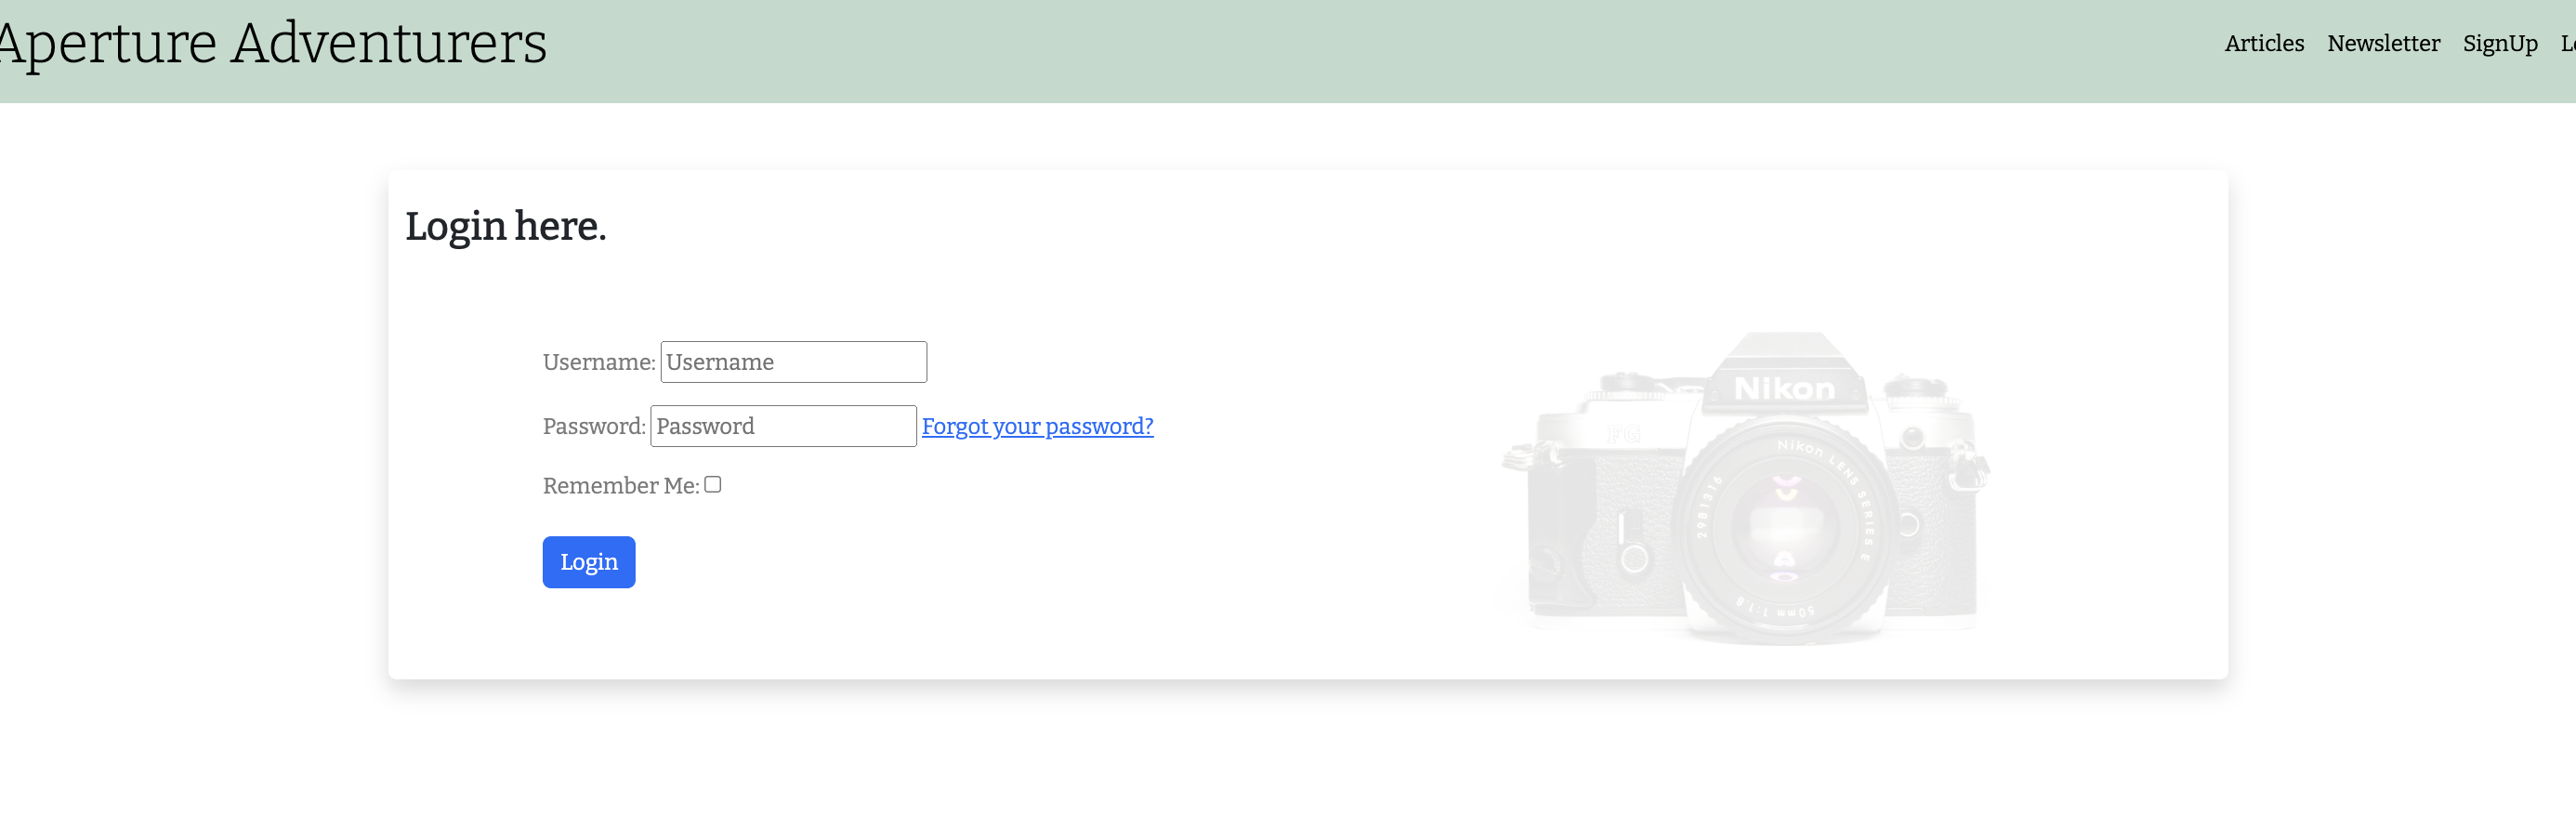 Aperture Adventurers
Articles Newsletter SignUp
Login here.
Username: Username
Password: Password Forgot your password?
Remember Me:
Login
Nikon
FG
Nikon LENS SERIES E
50mm 1:1.8
2981316